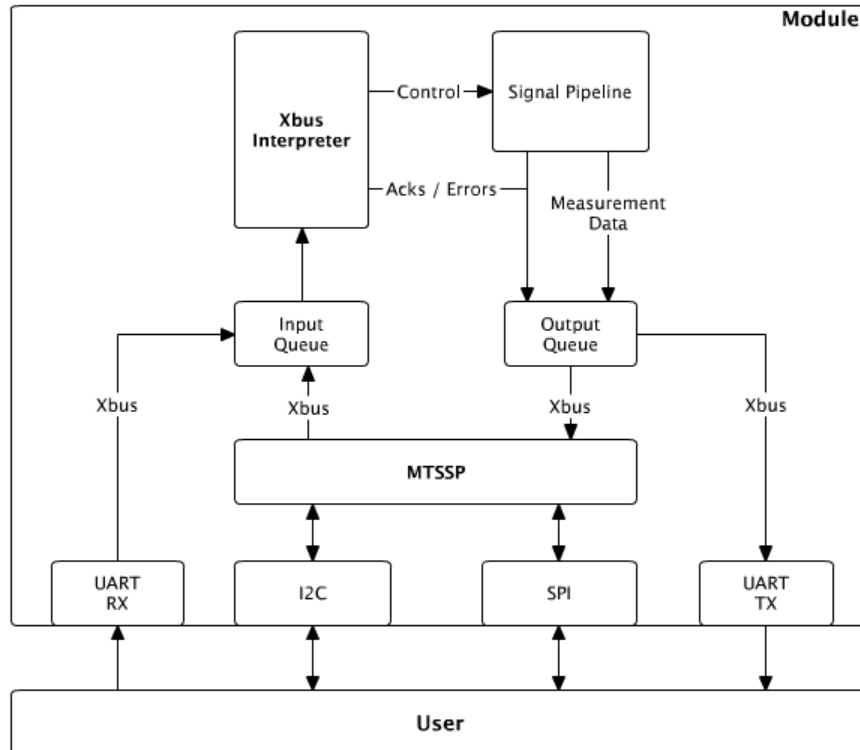 Module
Xbus
Interpreter
Control
Signal Pipeline
Acks / Errors
Measurement
Data
Input
Queue
Output
Queue
Xbus
Xbus
Xbus
Xbus
MTSSP
UART
RX
I2C
SPI
UART
TX
User